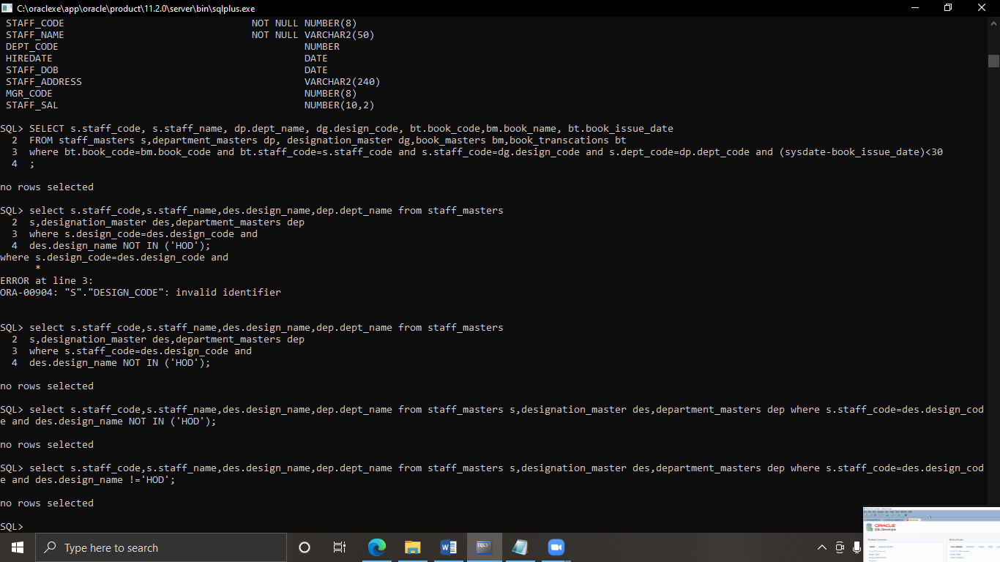 C:\oraclexe\app\oracle\product\11.2.0\server\bin\sqlplus.exe
STAFF_CODE NOT NULL NUMBER(8)
STAFF_NAME NOT NULL VARCHAR2(50)
DEPT_CODE NUMBER
HIREDATE DATE
STAFF_DOB DATE
STAFF_ADDRESS VARCHAR2(240)
MGR_CODE NUMBER(8)
STAFF_SAL NUMBER(10,2)
SQL> SELECT s.staff_code, s.staff_name, dp.dept_name, dg.design_code, bt.book_code,bm.book_name, bt.book_issue_date
2 FROM staff_masters s,department_masters dp, designation_master dg,book_masters bm,book_transcations bt
3 where bt.book_code=bm.book_code and bt.staff_code=s.staff_code and s.staff_code=dg.design_code and s.dept_code=dp.dept_code and (sysdate-book_issue_date)<30
4 ;
no rows selected
SQL> select s.staff_code,s.staff_name,des.design_name,dep.dept_name from staff_masters
2 s,designation_master des,department_masters dep
3 where s.design_code=des.design_code and
4 des.design_name NOT IN ('HOD');
where s.design_code=des.design_code and
*
ERROR at line 3:
ORA-00904: "S"."DESIGN_CODE": invalid identifier
SQL> select s.staff_code,s.staff_name,des.design_name,dep.dept_name from staff_masters
2 s,designation_master des,department_masters dep
3 where s.staff_code=des.design_code and
4 des.design_name NOT IN ('HOD');
no rows selected
SQL> select s.staff_code,s.staff_name,des.design_name,dep.dept_name from staff_masters s,designation_master des,department_masters dep where s.staff_code=des.design_cod
e and des.design_name NOT IN ('HOD');
no rows selected
SQL> select s.staff_code,s.staff_name,des.design_name,dep.dept_name from staff_masters s,designation_master des,department_masters dep where s.staff_code=des.design_cod
e and des.design_name !='HOD';
no rows selected
SQL>
ORACLE
SQL Developer
Type here to search